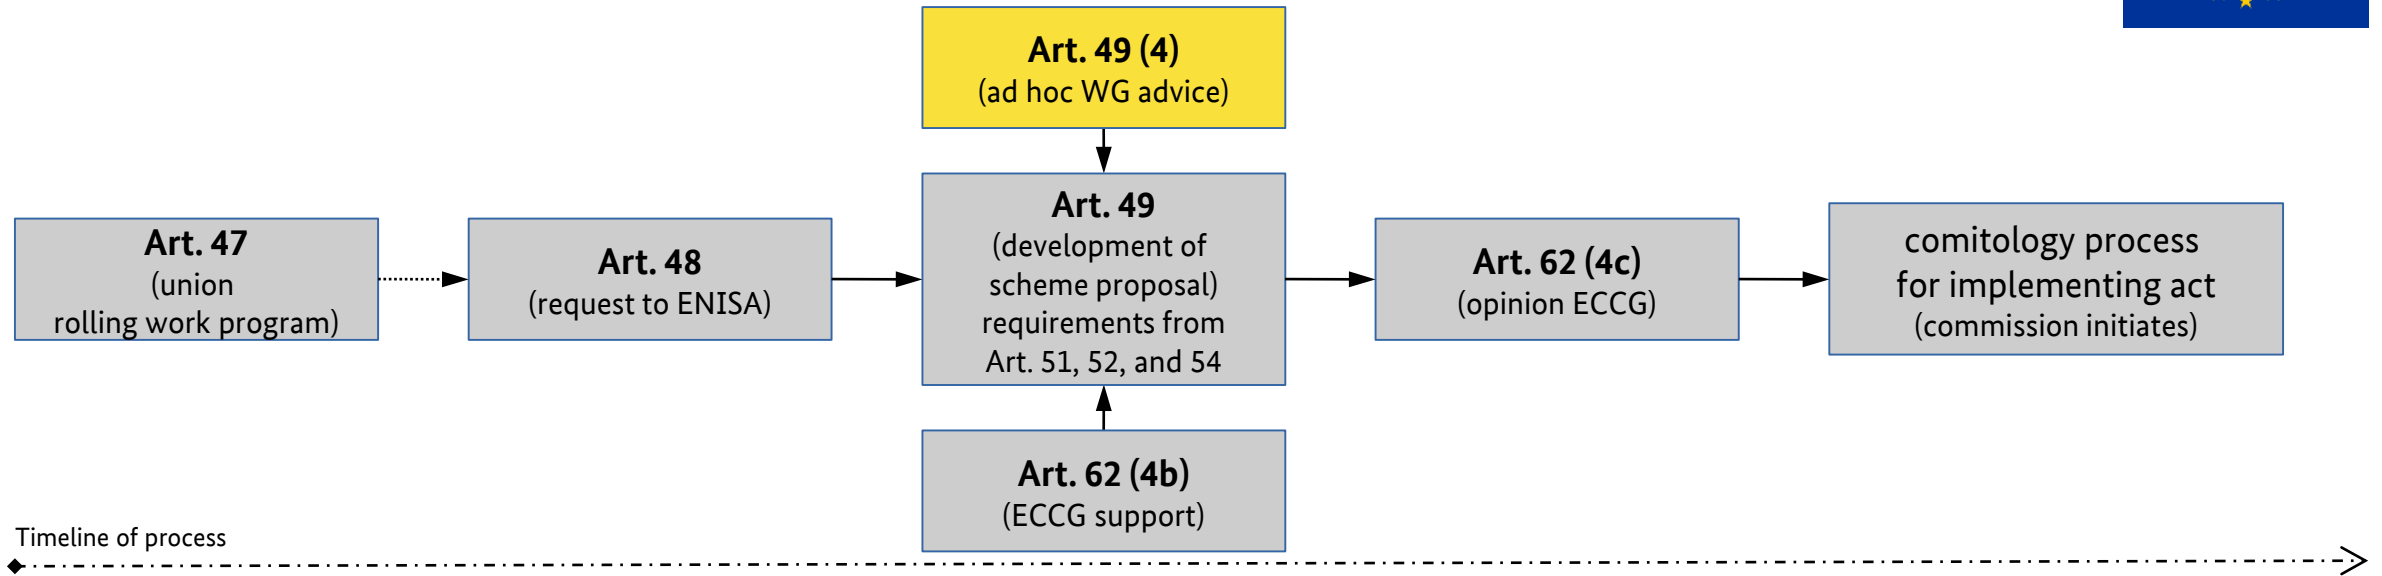 Art. 49 (4)
(ad hoc WG advice)
Art. 47
(union
rolling work program)
Art. 48
(request to ENISA)
Art. 49
(development of
scheme proposal)
requirements from
Art. 51, 52, and 54
Art. 62 (4c)
(opinion ECCG)
comitology process
for implementing act
(commission initiates)
Art. 62 (4b)
(ECCG support)
Timeline of process